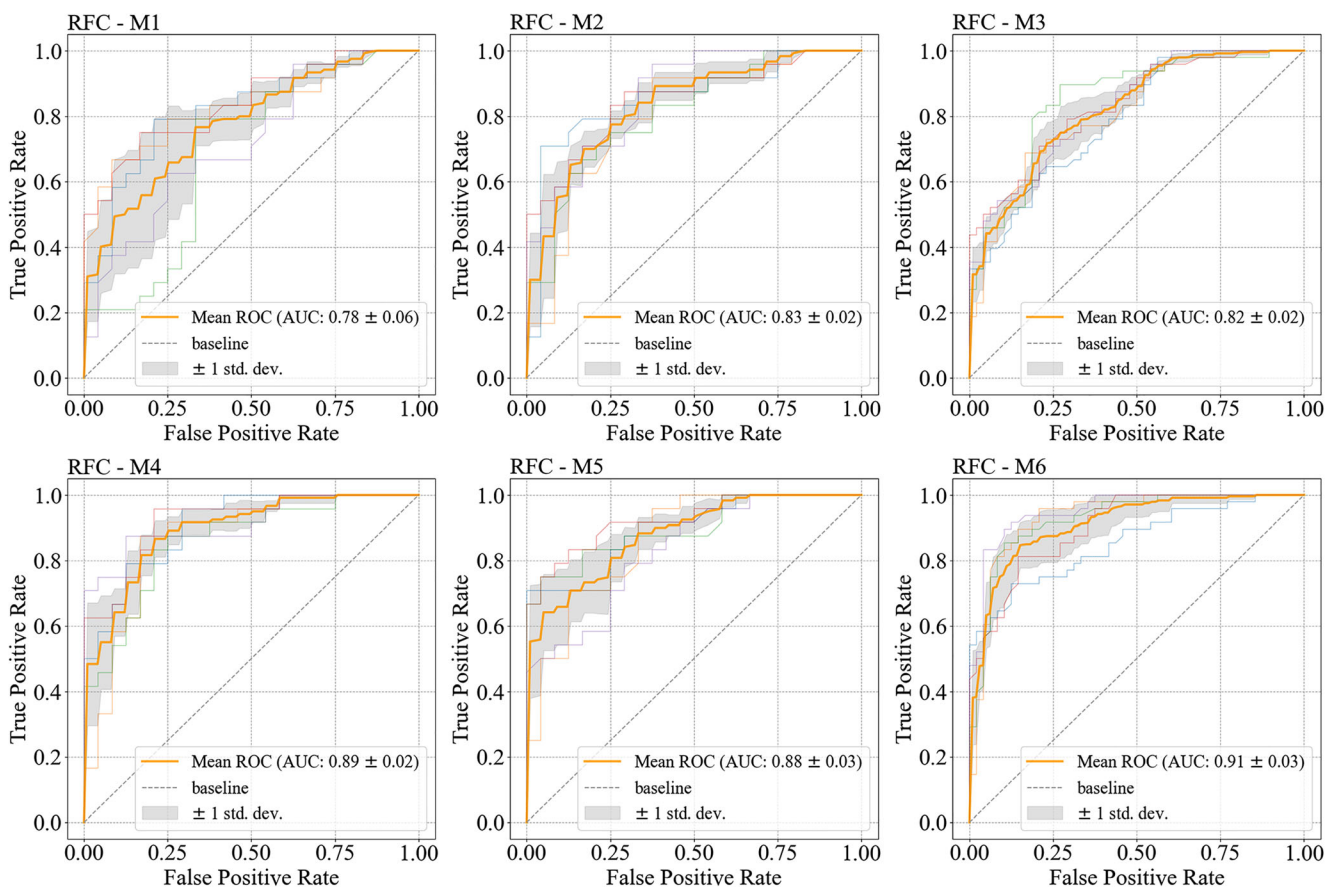 RFC - M1
1.0
0.8
0.6
0.4
0.2
0.0
True Positive Rate
Mean ROC (AUC: 0.78 ± 0.06)
baseline
± 1 std. dev.
0.00 0.25 0.50 0.75 1.00
False Positive Rate
RFC - M2
1.0
0.8
0.6
0.4
0.2
0.0
True Positive Rate
Mean ROC (AUC: 0.83 ± 0.02)
baseline
± 1 std. dev.
0.00 0.25 0.50 0.75 1.00
False Positive Rate
RFC - M3
1.0
0.8
0.6
0.4
0.2
0.0
True Positive Rate
Mean ROC (AUC: 0.82 ± 0.02)
baseline
± 1 std. dev.
0.00 0.25 0.50 0.75 1.00
False Positive Rate
RFC - M4
1.0
0.8
0.6
0.4
0.2
0.0
True Positive Rate
Mean ROC (AUC: 0.89 ± 0.02)
baseline
± 1 std. dev.
0.00 0.25 0.50 0.75 1.00
False Positive Rate
RFC - M5
1.0
0.8
0.6
0.4
0.2
0.0
True Positive Rate
Mean ROC (AUC: 0.88 ± 0.03)
baseline
± 1 std. dev.
0.00 0.25 0.50 0.75 1.00
False Positive Rate
RFC - M6
1.0
0.8
0.6
0.4
0.2
0.0
True Positive Rate
Mean ROC (AUC: 0.91 ± 0.03)
baseline
± 1 std. dev.
0.00 0.25 0.50 0.75 1.00
False Positive Rate